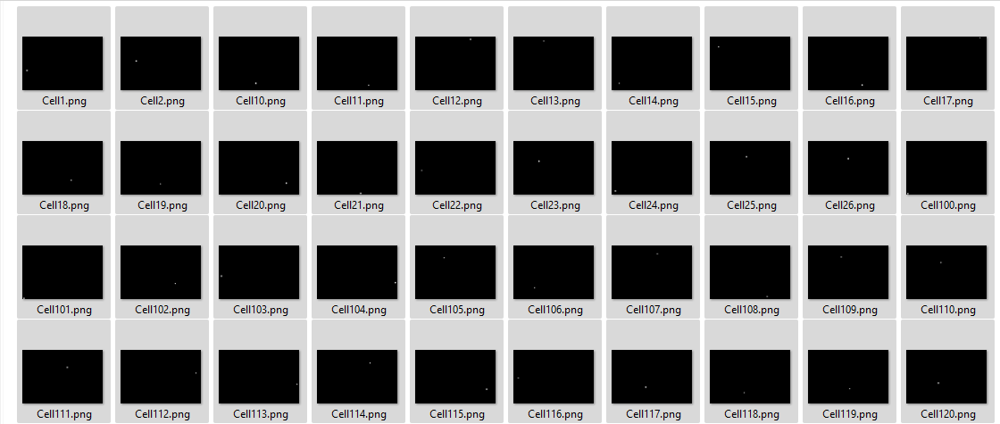 Cell1.png Cell2.png Cell10.png Cell11.png Cell12.png Cell13.png Cell14.png Cell15.png Cell16.png Cell17.png
Cell18.png Cell19.png Cell20.png Cell21.png Cell22.png Cell23.png Cell24.png Cell25.png Cell26.png Cell100.png
Cell101.png Cell102.png Cell103.png Cell104.png Cell105.png Cell106.png Cell107.png Cell108.png Cell109.png Cell110.png
Cell111.png Cell112.png Cell113.png Cell114.png Cell115.png Cell116.png Cell117.png Cell118.png Cell119.png Cell120.png